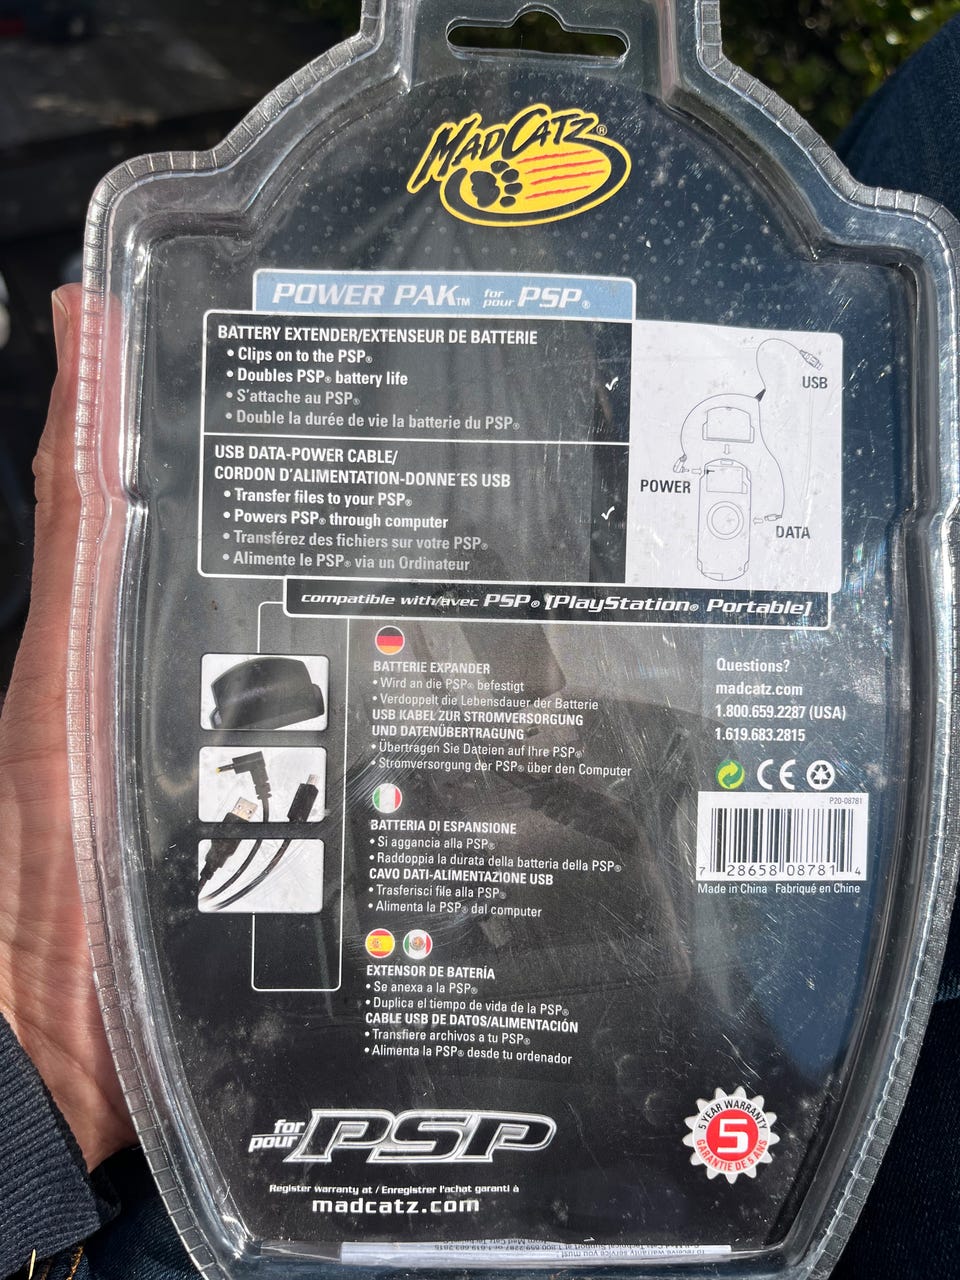 MAD CATZ®
POWER PAK™ for pour PSP®
BATTERY EXTENDER/EXTENSEUR DE BATTERIE
• Clips on to the PSP®
• Doubles PSP® battery life
• S'attache au PSP®
• Double la durée de vie la batterie du PSP®
USB DATA-POWER CABLE/
CORDON D'ALIMENTATION-DONNE´ES USB
• Transfer files to your PSP®
• Powers PSP® through computer
• Transférez des fichiers sur votre PSP®
• Alimente le PSP® via un Ordinateur
USB
POWER
DATA
compatible with/avec PSP® [PlayStation® Portable]
BATTERIE EXPANDER
• Wird an die PSP® befestigt
• Verdoppelt die Lebensdauer der Batterie
USB KABEL ZUR STROMVERSORGUNG
UND DATENÜBERTRAGUNG
• Übertragen Sie Dateien auf Ihre PSP®
• Stromversorgung der PSP® über den Computer
BATTERIA DI ESPANSIONE
• Si aggancia alla PSP®
• Raddoppia la durata della batteria della PSP®
CAVO DATI-ALIMENTAZIONE USB
• Trasferisci file alla PSP®
• Alimenta la PSP® dal computer
EXTENSOR DE BATERÍA
• Se anexa a la PSP®
• Duplica el tiempo de vida de la PSP®
CABLE USB DE DATOS/ALIMENTACIÓN
• Transfiere archivos a tu PSP®
• Alimenta la PSP® desde tu ordenador
Questions?
madcatz.com
1.800.659.2287 (USA)
1.619.683.2815
CE
P20-08781
7 28658 08781 4
Made in China Fabriqué en Chine
for pour PSP
5 YEAR WARRANTY
5
GARANTIE DE 5 ANS
Register warranty at / Enregistrer l'achat garanti à
madcatz.com
to receive warranty service you must